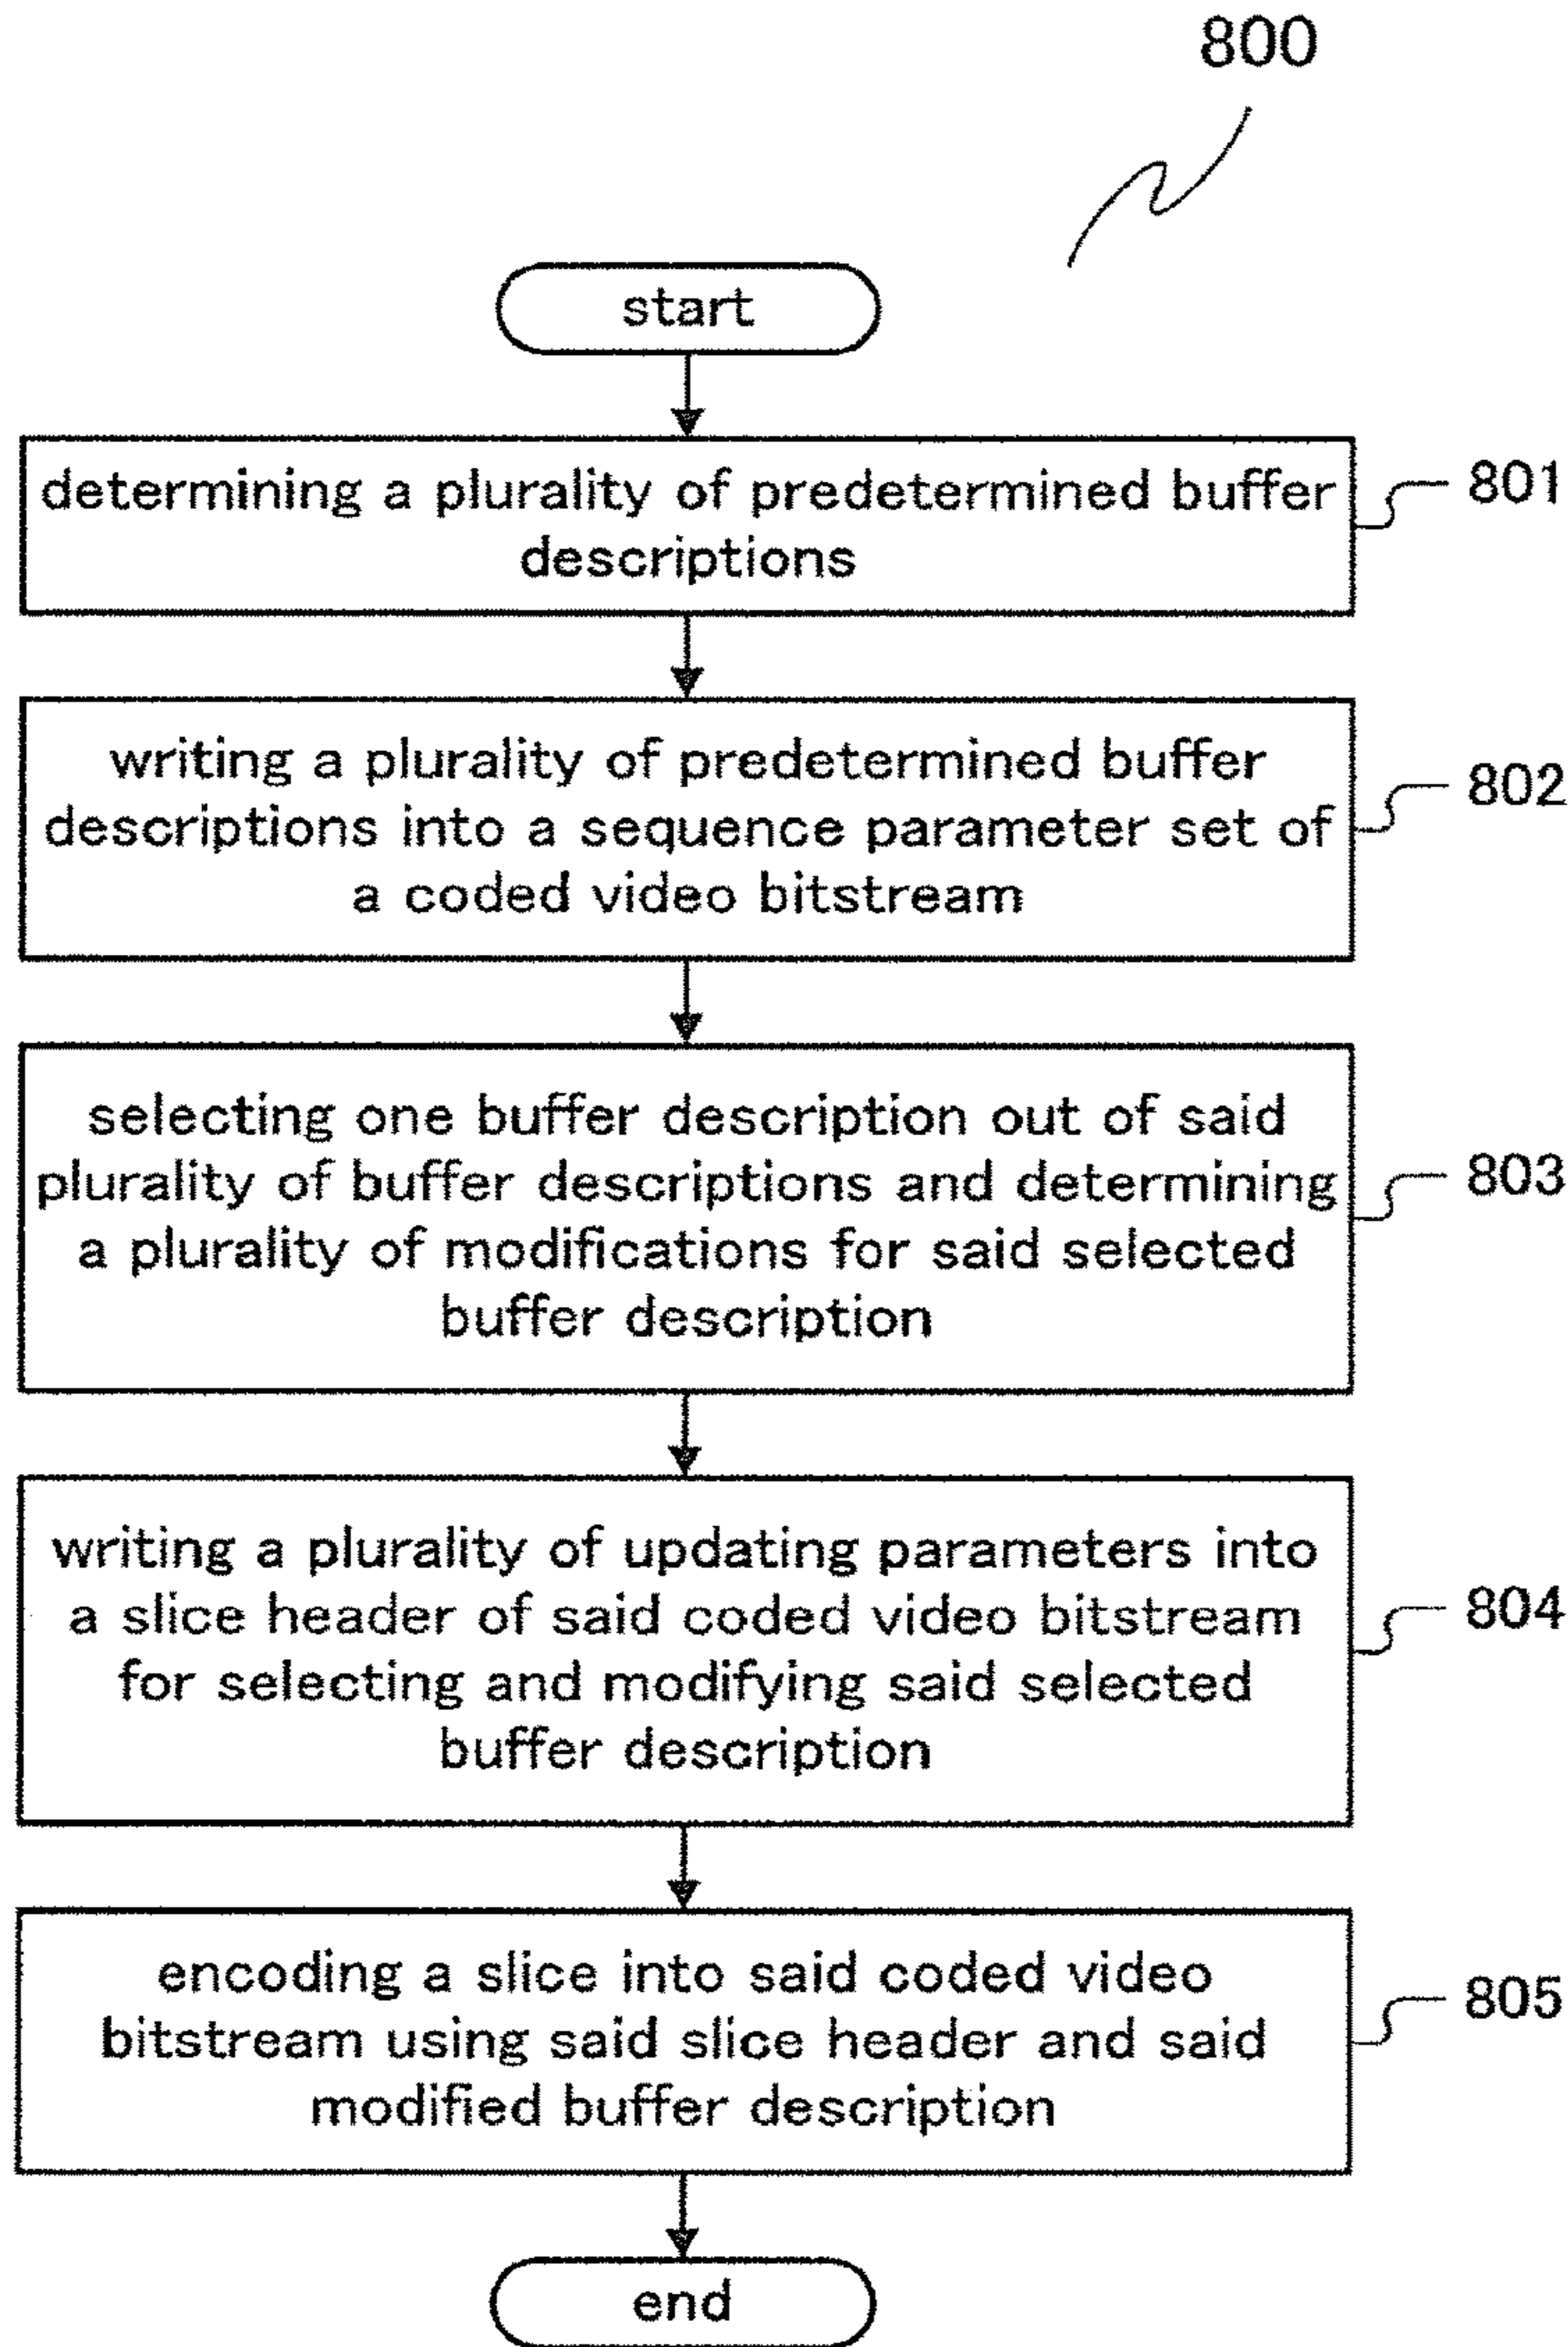 800
start
determining a plurality of predetermined buffer
descriptions
801
writing a plurality of predetermined buffer
descriptions into a sequence parameter set of
a coded video bitstream
802
selecting one buffer description out of said
plurality of buffer descriptions and determining
a plurality of modifications for said selected
buffer description
803
writing a plurality of updating parameters into
a slice header of said coded video bitstream
for selecting and modifying said selected
buffer description
804
encoding a slice into said coded video
bitstream using said slice header and said
modified buffer description
805
end